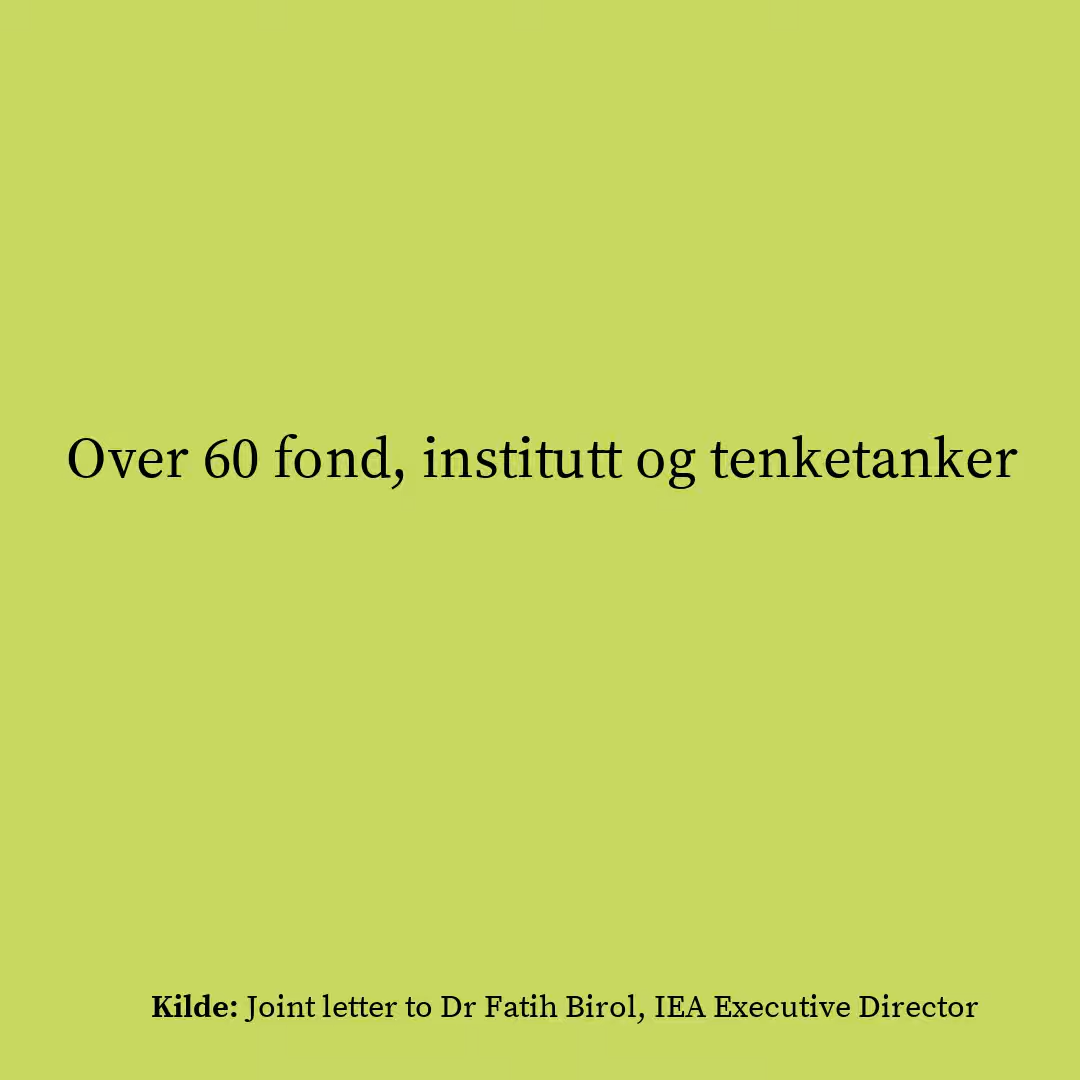 Over 60 fond, institutt og tenketanker
Kilde: Joint letter to Dr Fatih Birol, IEA Executive Director